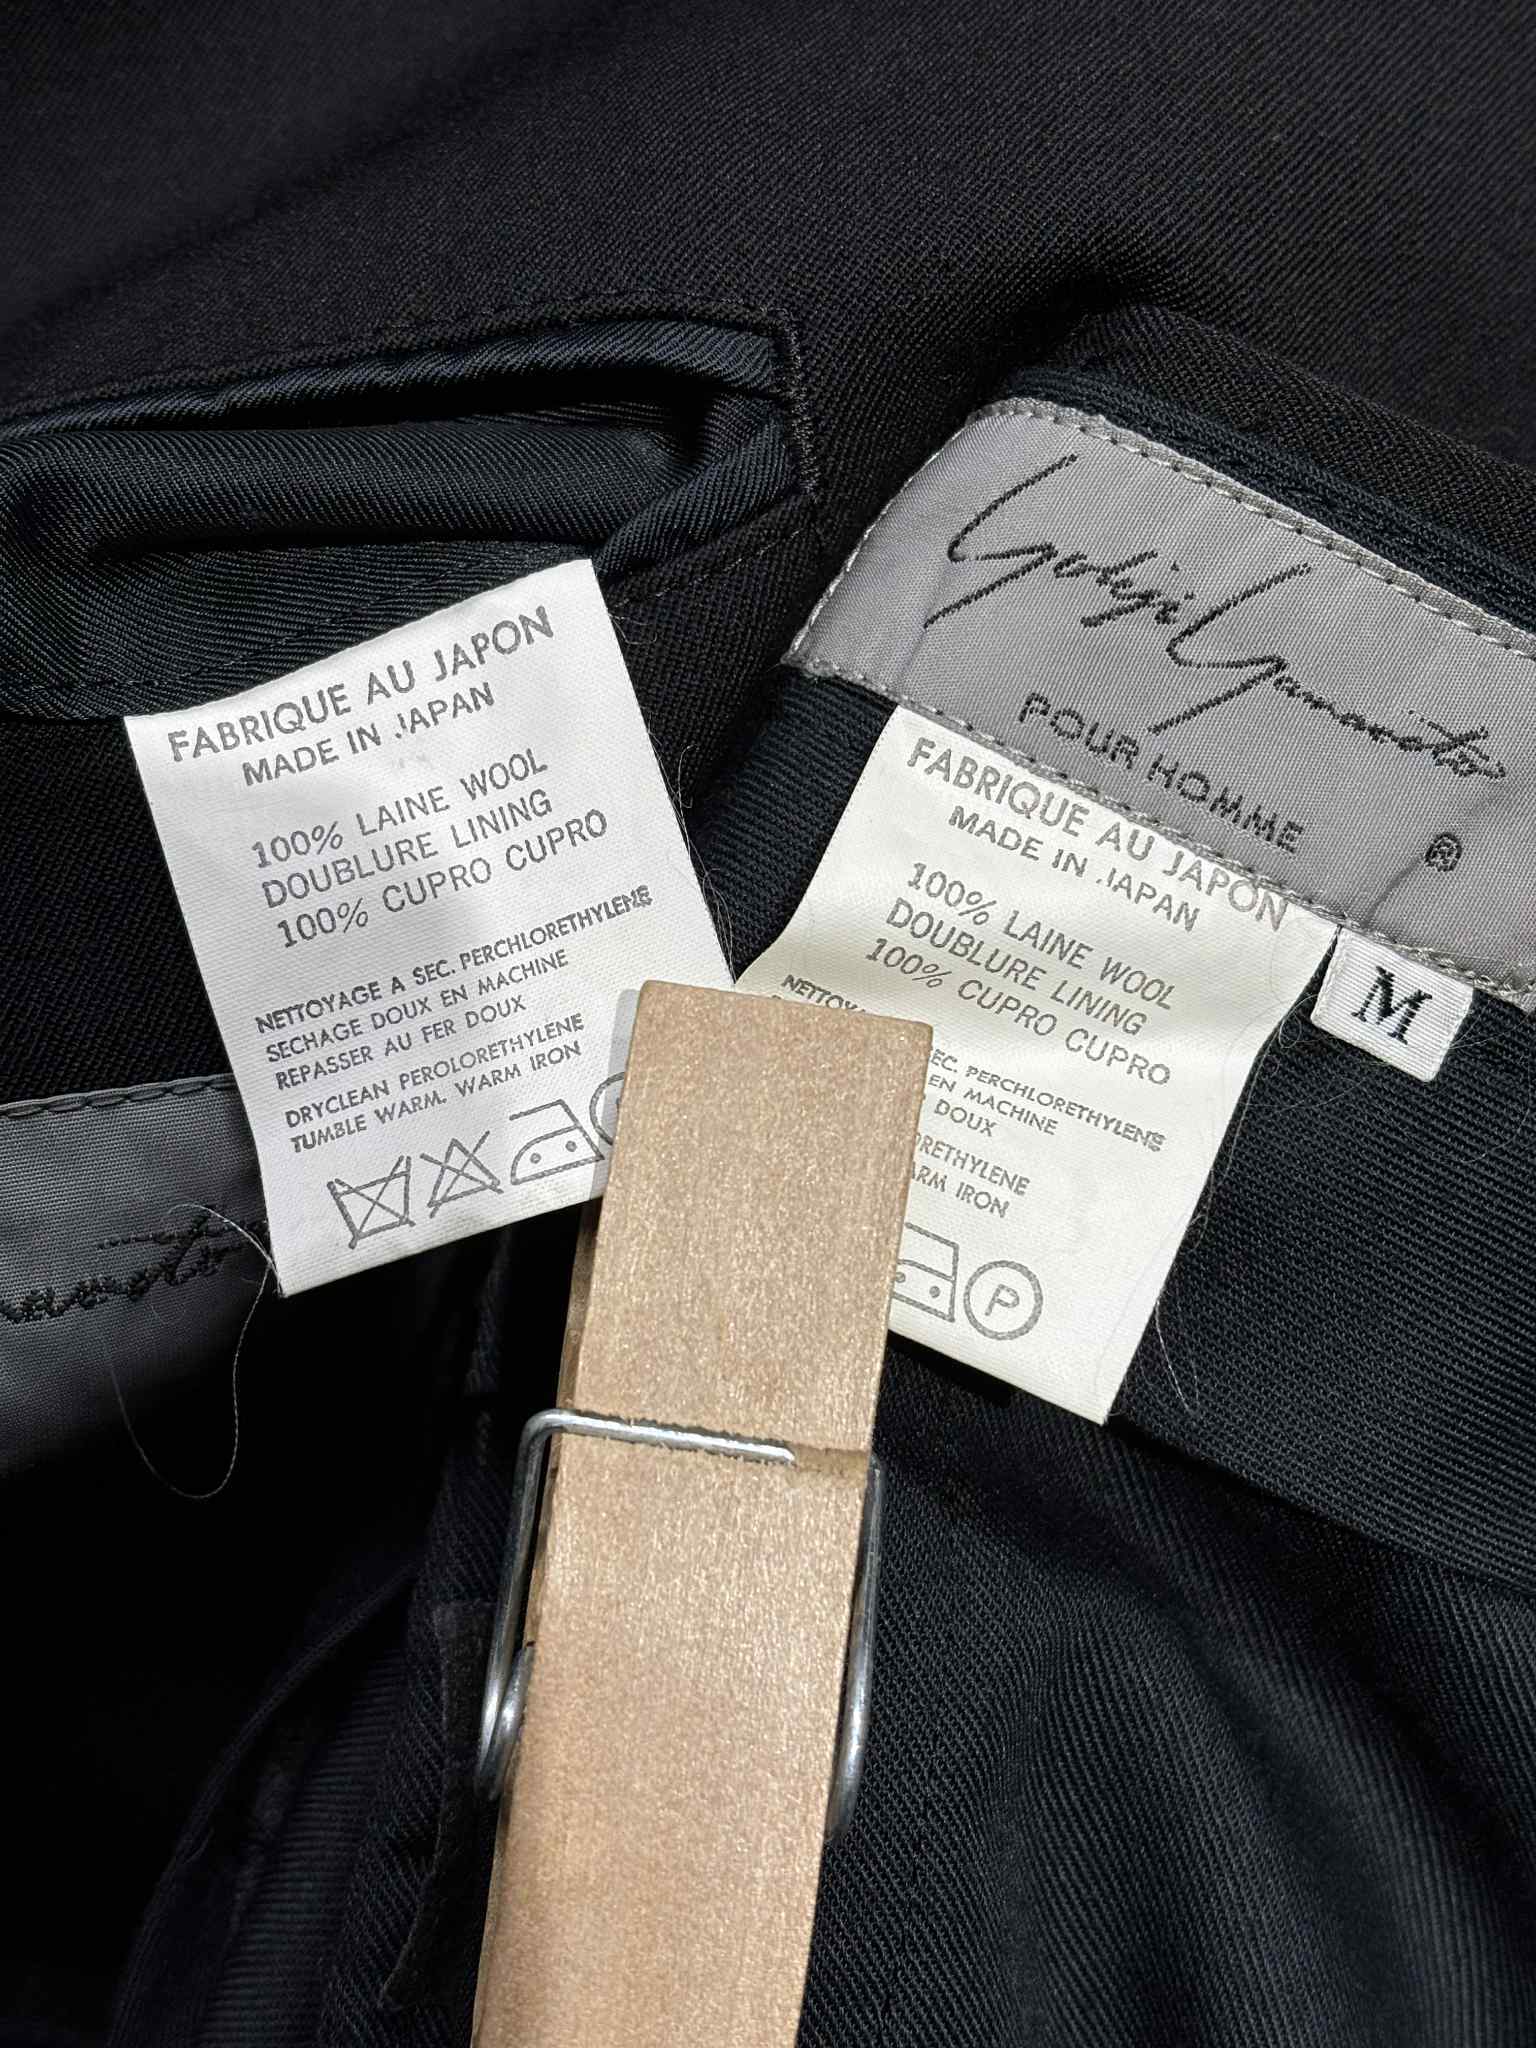 FABRIQUE AU JAPON
MADE IN JAPAN
100% LAINE WOOL
DOUBLURE LINING
100% CUPRO CUPRO
NETTOYAGE A SEC. PERCHLORETHYLENE
SECHAGE DOUX EN MACHINE
REPASSER AU FER DOUX
DRYCLEAN PEROLORETHYLENE
TUMBLE WARM. WARM IRON
Yohji Yamamoto
POUR HOMME
®
M
FABRIQUE AU JAPON
MADE IN JAPAN
100% LAINE WOOL
DOUBLURE LINING
100% CUPRO CUPRO
SEC. PERCHLORETHYLENE
EN MACHINE
DOUX
IRON
P